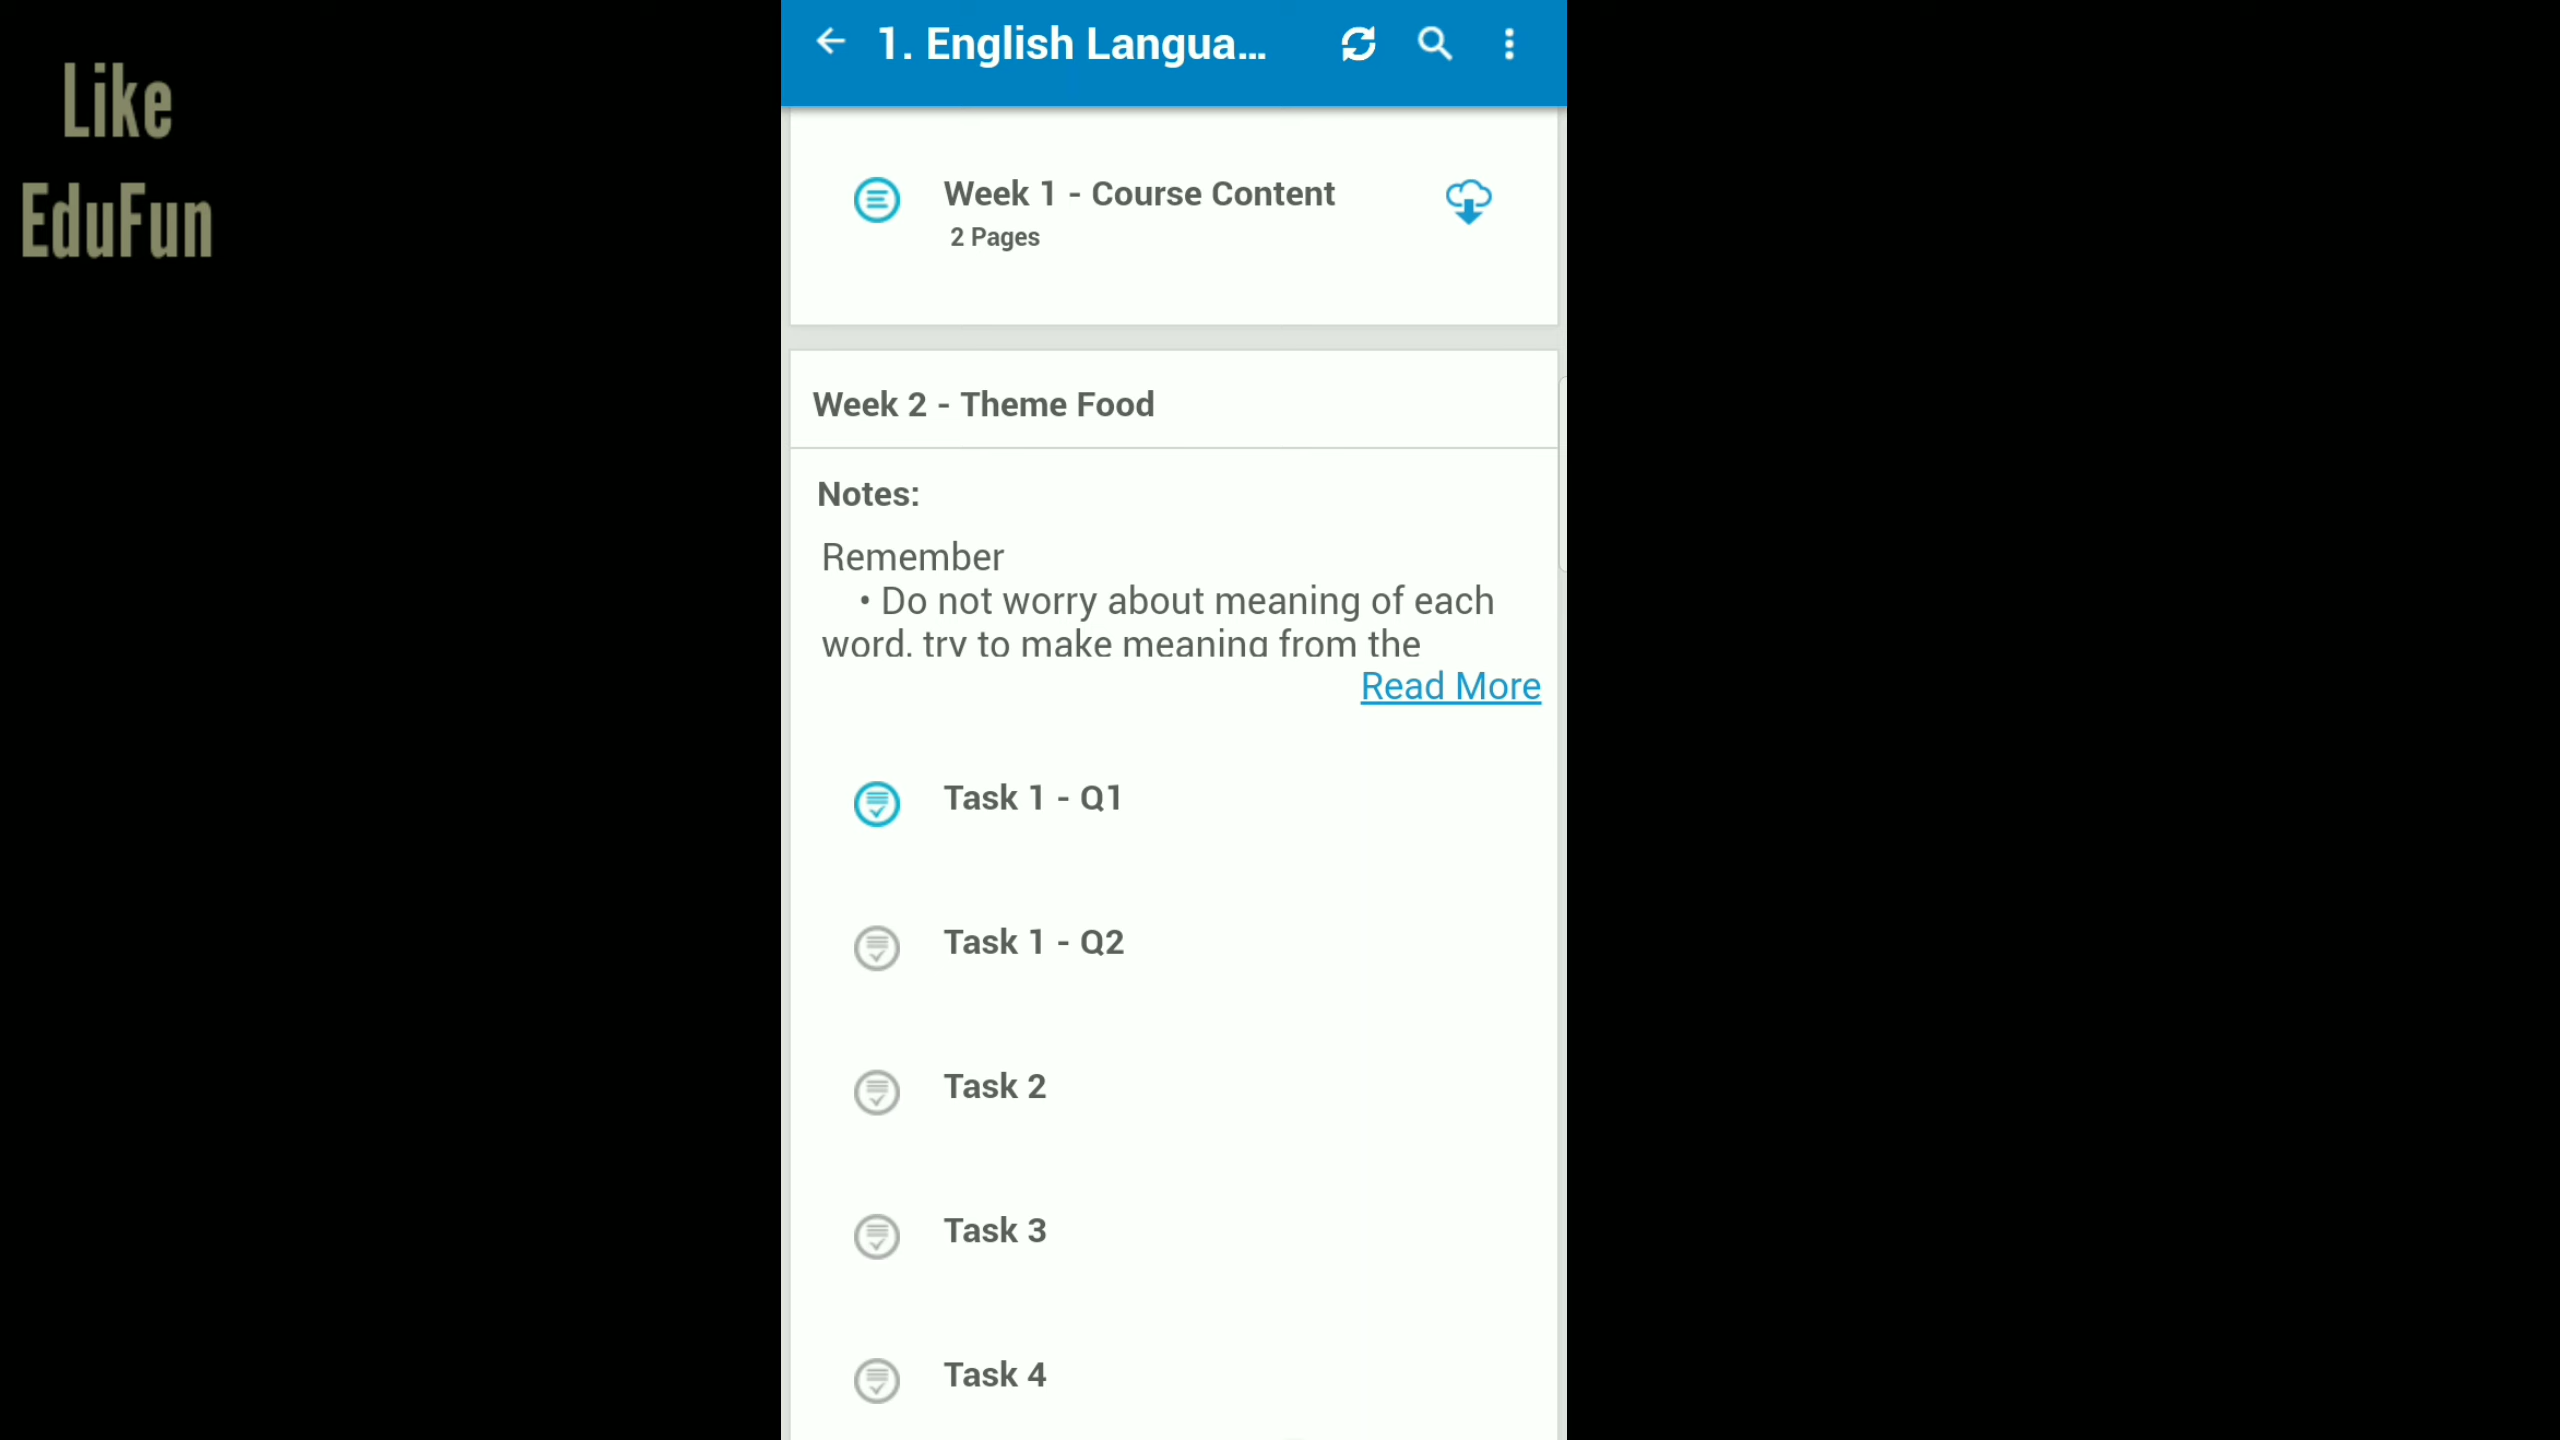 Like
EduFun
1. English Langua...
Week 1 - Course Content
2 Pages
Week 2 - Theme Food
Notes:
Remember
• Do not worry about meaning of each
word, try to make meaning from the
Read More
Task 1 - Q1
Task 1 - Q2
Task 2
Task 3
Task 4